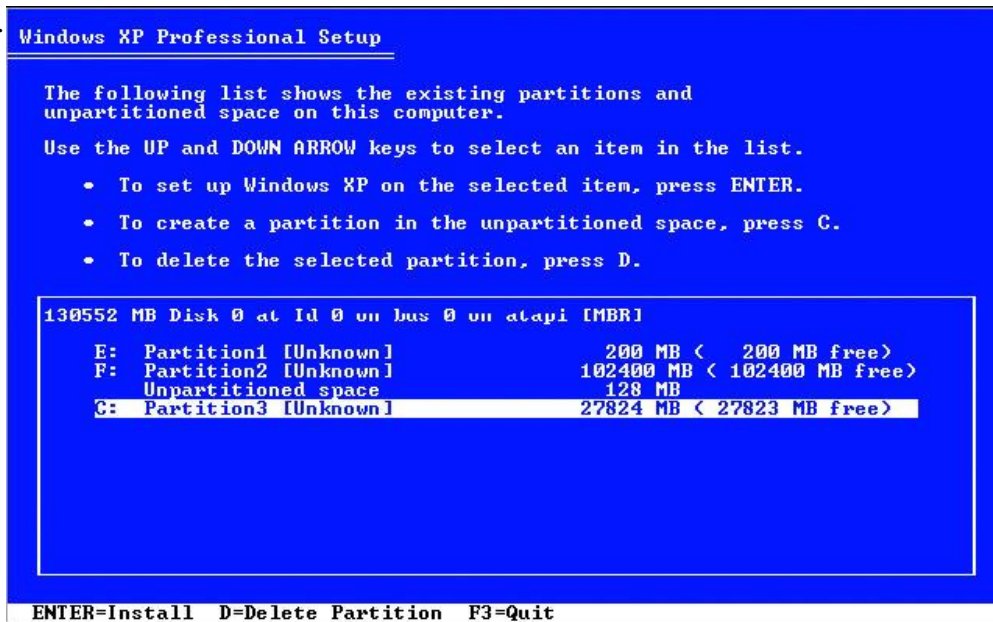 Windows XP Professional Setup
The following list shows the existing partitions and
unpartitioned space on this computer.
Use the UP and DOWN ARROW keys to select an item in the list.
• To set up Windows XP on the selected item, press ENTER.
• To create a partition in the unpartitioned space, press C.
• To delete the selected partition, press D.
130552 MB Disk 0 at Id 0 on bus 0 on atapi [MBR]
E: Partition1 [Unknown] 200 MB ( 200 MB free)
F: Partition2 [Unknown] 102400 MB ( 102400 MB free)
Unpartitioned space 128 MB
C: Partition3 [Unknown] 27824 MB ( 27823 MB free)
ENTER=Install D=Delete Partition F3=Quit